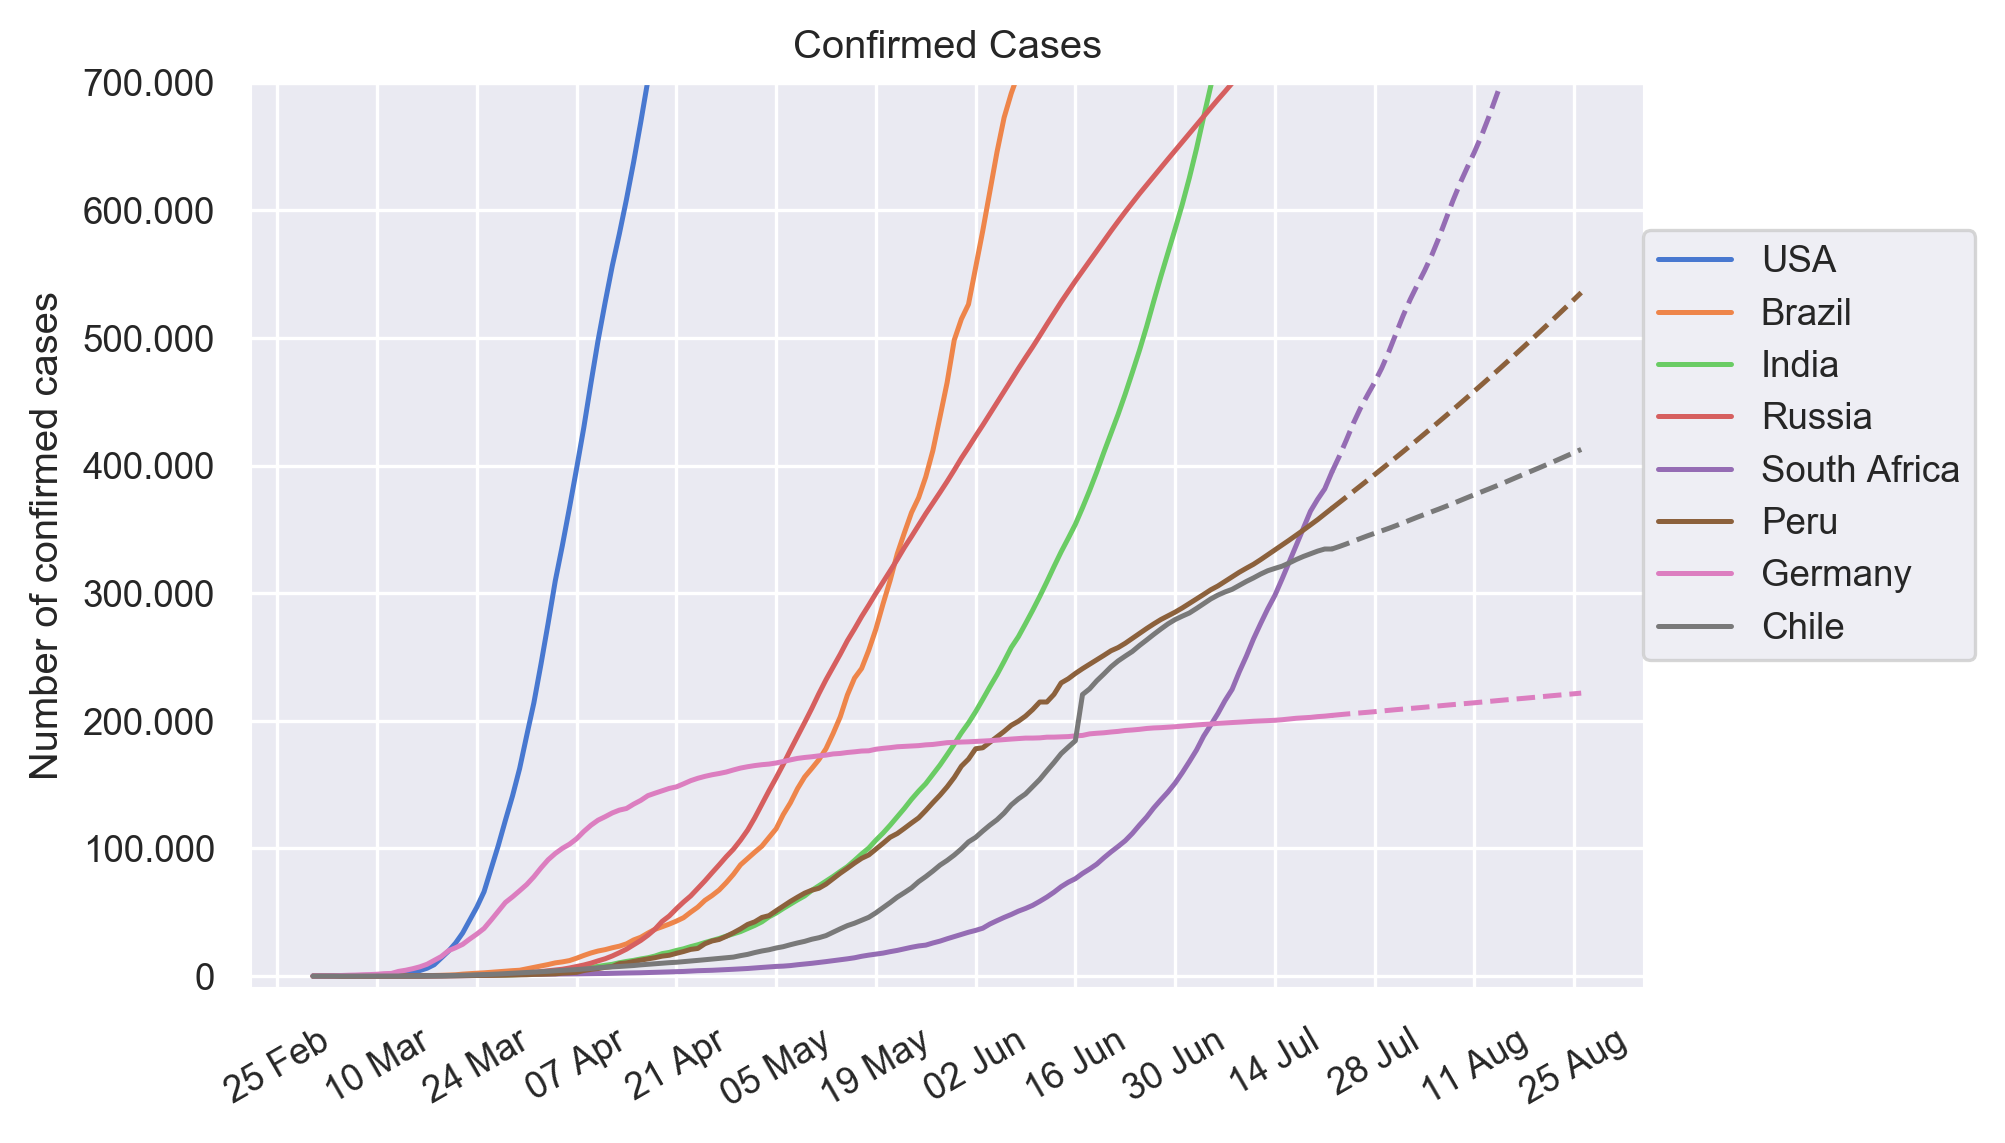 Confirmed Cases
Number of confirmed cases
700.000
600.000
500.000
400.000
300.000
200.000
100.000
0
25 Feb
10 Mar
24 Mar
07 Apr
21 Apr
05 May
19 May
02 Jun
16 Jun
30 Jun
14 Jul
28 Jul
11 Aug
25 Aug
USA
Brazil
India
Russia
South Africa
Peru
Germany
Chile